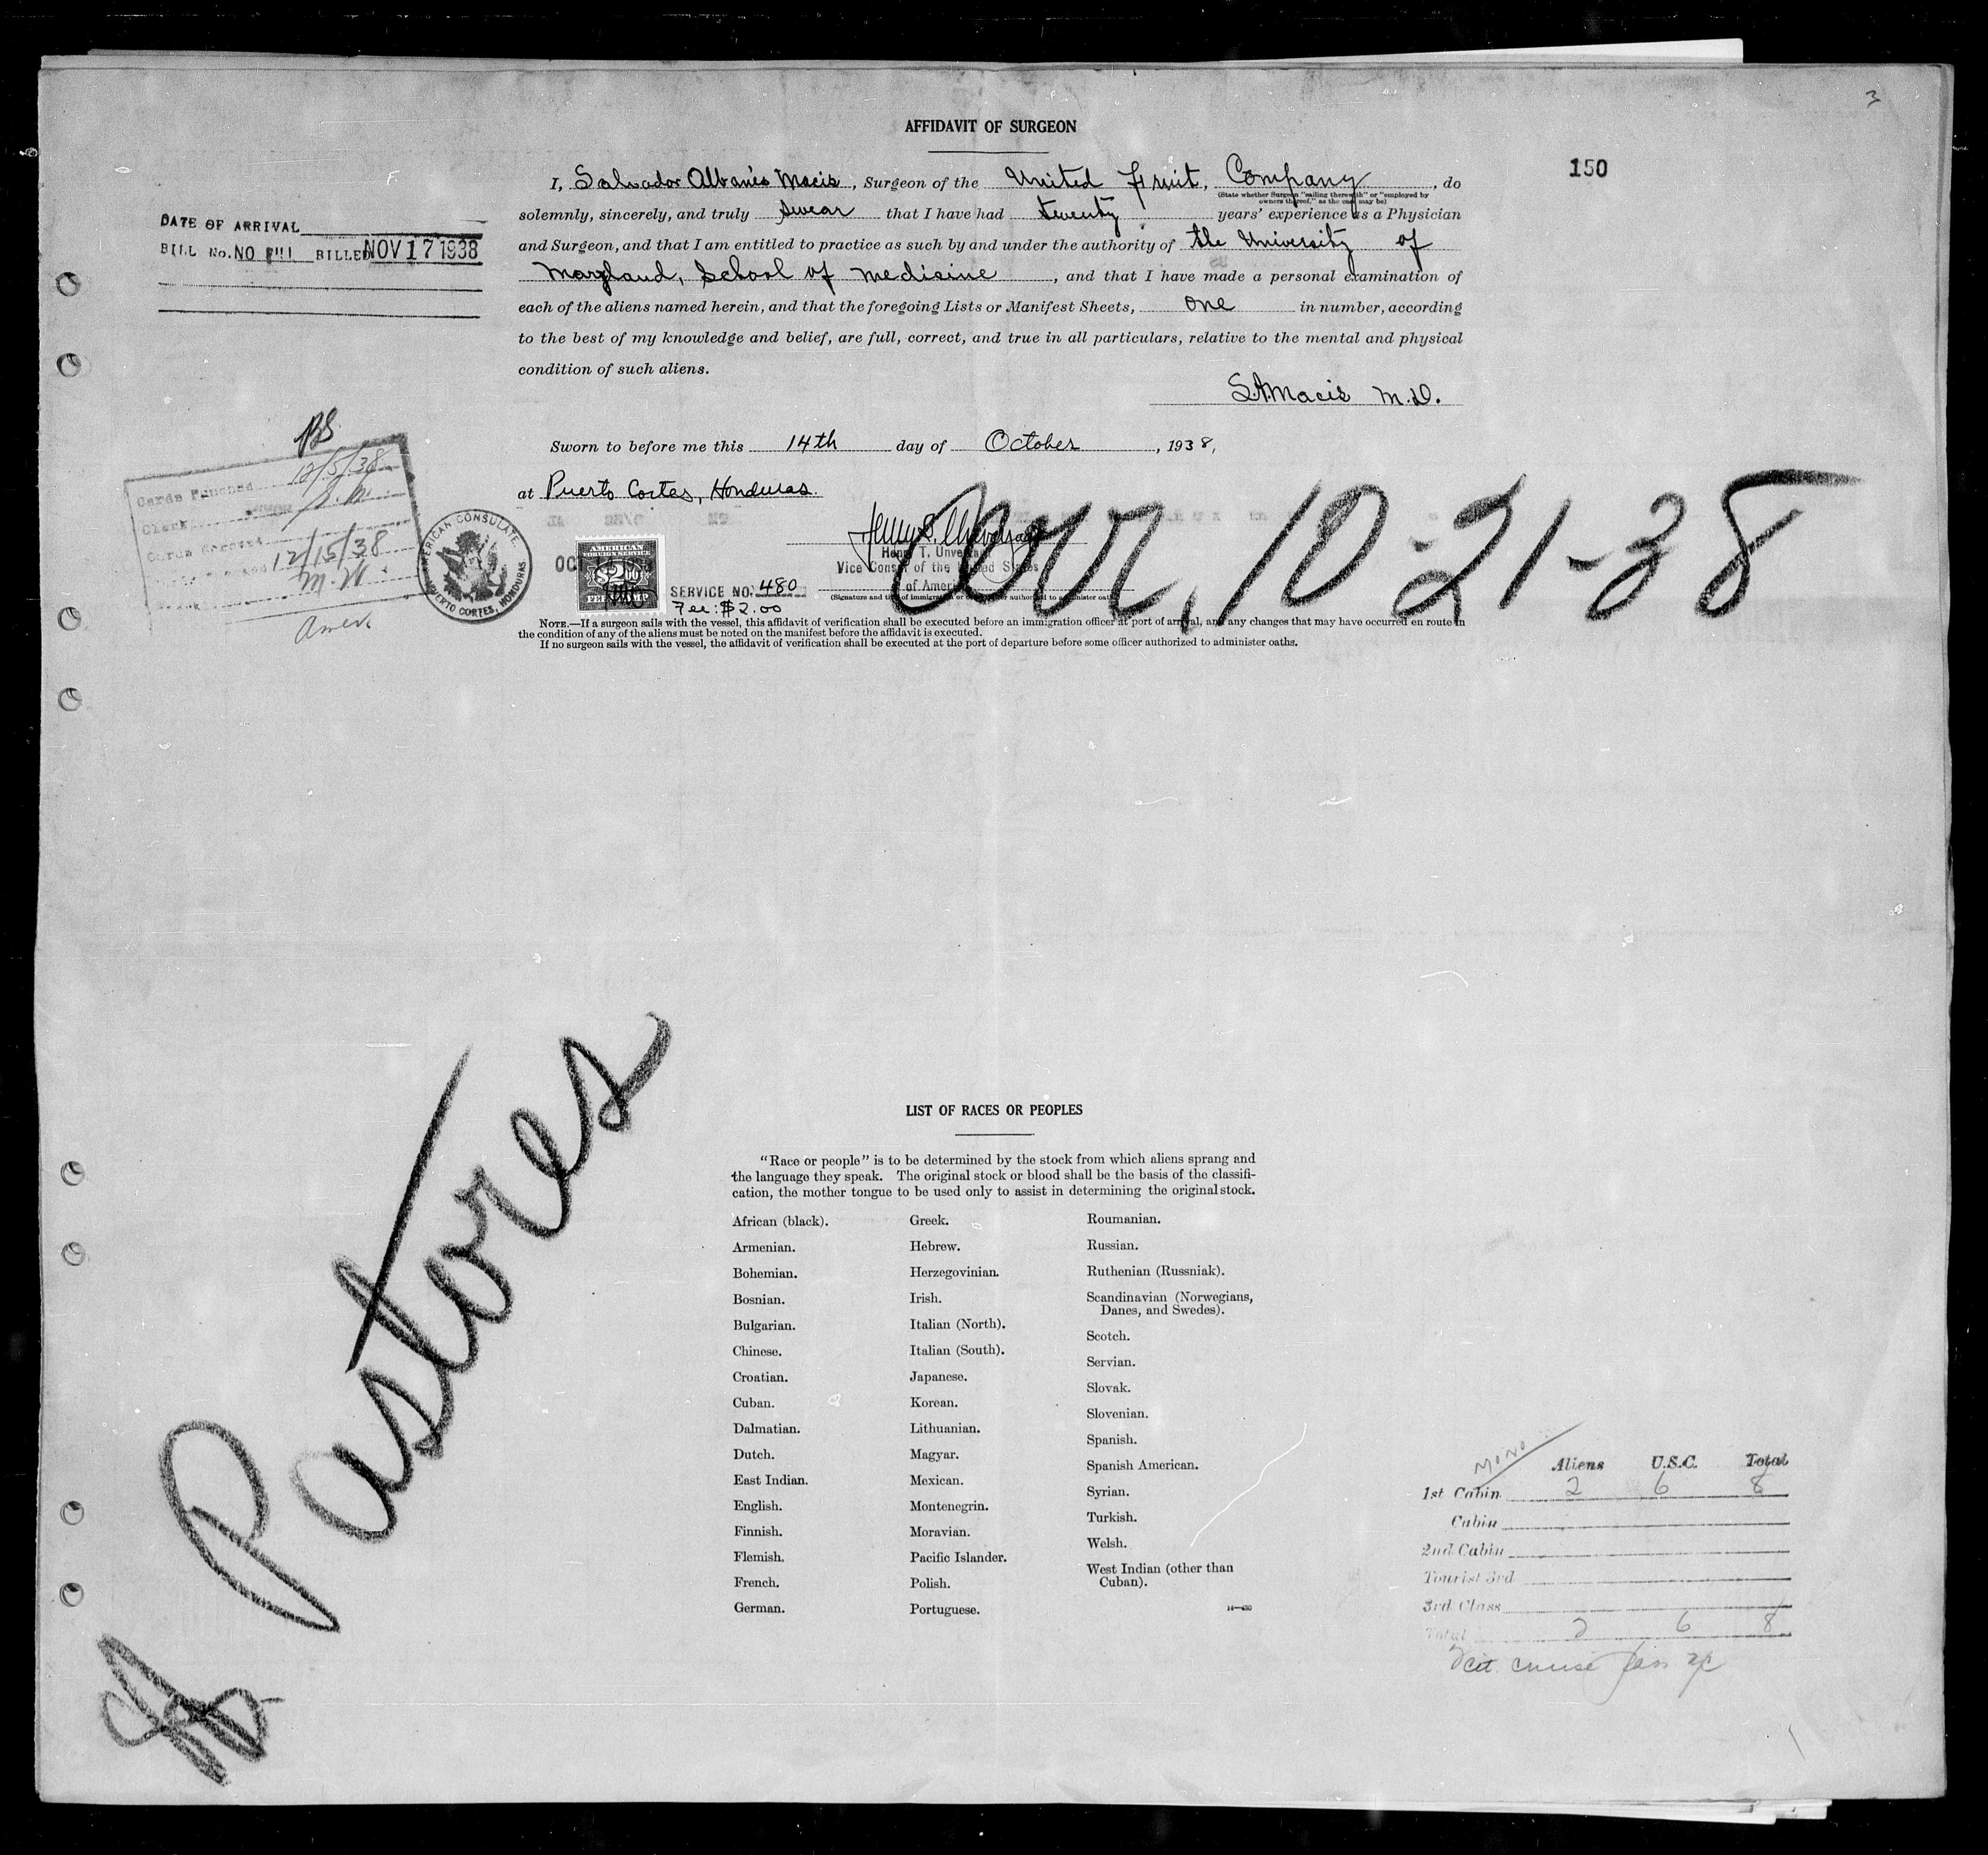 3
AFFIDAVIT OF SURGEON
150
I, Salvador Albanés Macis, Surgeon of the United Fruit, Company, do
(State whether Surgeon "sailing therewith" or "employed by
owners thereof," as the case may be)
solemnly, sincerely, and truly swear that I have had twenty years' experience as a Physician
and Surgeon, and that I am entitled to practice as such by and under the authority of the University of
Maryland, School of Medicine, and that I have made a personal examination of
each of the aliens named herein, and that the foregoing Lists or Manifest Sheets, one in number, according
to the best of my knowledge and belief, are full, correct, and true in all particulars, relative to the mental and physical
condition of such aliens.
DATE OF ARRIVAL
BILL No. NO BILL BILLED NOV 17 1938
S.A.Macis M.D.
Sworn to before me this 14th day of October, 1938,
at Puerto Cortes, Honduras.
Cards Punched 12/5/38
Clerk
12/15/38
AMERICAN CONSULATE.
PUERTO CORTES, HONDURAS.
OCT
AMERICAN
FOREIGN SERVICE
$2.00
FEE STAMP
SERVICE NO. 480
Fee: $2.00
Henry T. Unver
Vice Consul of the United States
of America
Arr. 10-21-38
NOTE.—If a surgeon sails with the vessel, this affidavit of verification shall be executed before an immigration officer at port of arrival, and any changes that may have occurred en route in
the condition of any of the aliens must be noted on the manifest before the affidavit is executed.
If no surgeon sails with the vessel, the affidavit of verification shall be executed at the port of departure before some officer authorized to administer oaths.
Pastores
LIST OF RACES OR PEOPLES
"Race or people" is to be determined by the stock from which aliens sprang and
the language they speak. The original stock or blood shall be the basis of the classifi-
cation, the mother tongue to be used only to assist in determining the original stock.
African (black).
Armenian.
Bohemian.
Bosnian.
Bulgarian.
Chinese.
Croatian.
Cuban.
Dalmatian.
Dutch.
East Indian.
English.
Finnish.
Flemish.
French.
German.
Greek.
Hebrew.
Herzegovinian.
Irish.
Italian (North).
Italian (South).
Japanese.
Korean.
Lithuanian.
Magyar.
Mexican.
Montenegrin.
Moravian.
Pacific Islander.
Polish.
Portuguese.
Roumanian.
Russian.
Ruthenian (Russniak).
Scandinavian (Norwegians,
Danes, and Swedes).
Scotch.
Servian.
Slovak.
Slovenian.
Spanish.
Spanish American.
Syrian.
Turkish.
Welsh.
West Indian (other than
Cuban).
Aliens U.S.C. Total
1st Cabin 2 6 8
Cabin
2nd Cabin
Tourist 3rd
3rd Class
Total 2 6 8